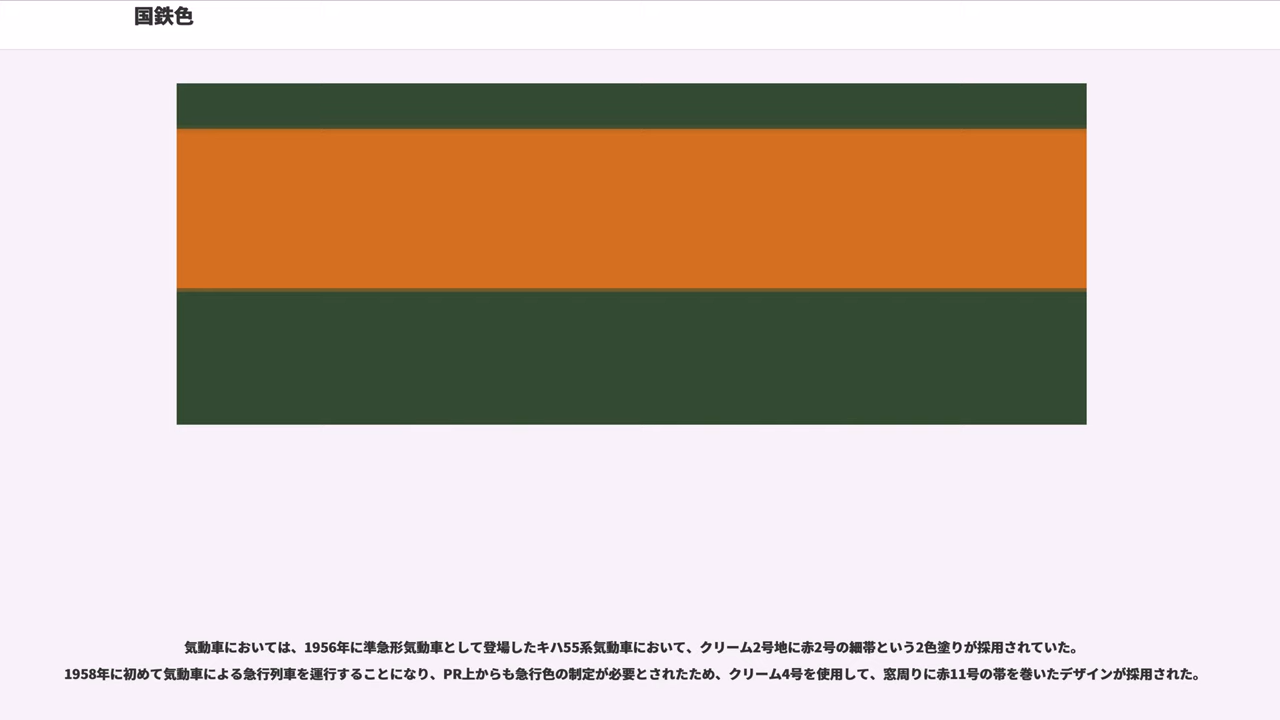 国鉄色
気動車においては、1956年に準急形気動車として登場したキハ55系気動車において、クリーム2号地に赤2号の細帯という2色塗りが採用されていた。
1958年に初めて気動車による急行列車を運行することになり、PR上からも急行色の制定が必要とされたため、クリーム4号を使用して、窓周りに赤11号の帯を巻いたデザインが採用された。